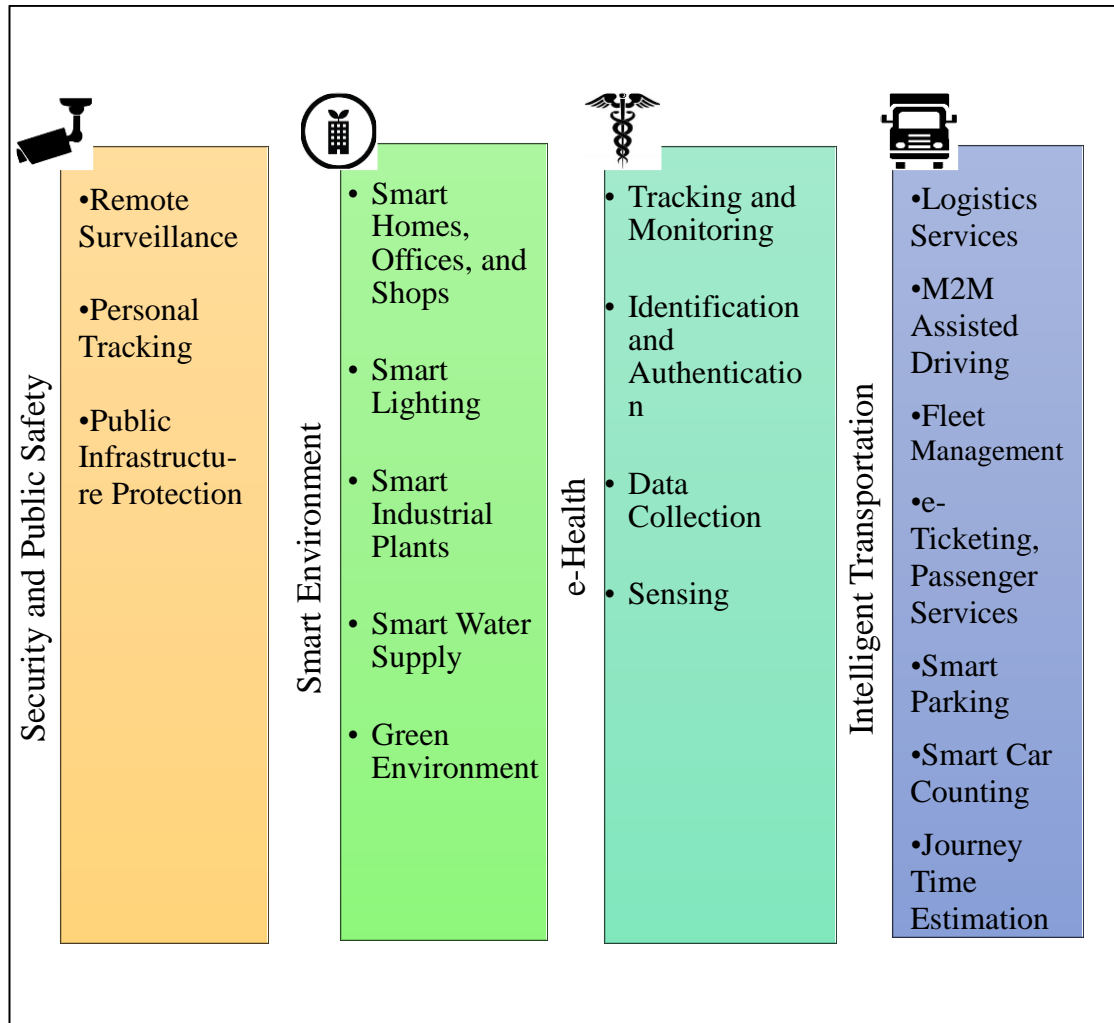 Security and Public Safety
•Remote
Surveillance
•Personal
Tracking
•Public
Infrastructu-
re Protection
Smart Environment
• Smart
Homes,
Offices, and
Shops
• Smart
Lighting
• Smart
Industrial
Plants
• Smart Water
Supply
• Green
Environment
e-Health
• Tracking and
Monitoring
• Identification
and
Authenticatio
n
• Data
Collection
• Sensing
Intelligent Transportation
•Logistics
Services
•M2M
Assisted
Driving
•Fleet
Management
•e-
Ticketing,
Passenger
Services
•Smart
Parking
•Smart Car
Counting
•Journey
Time
Estimation